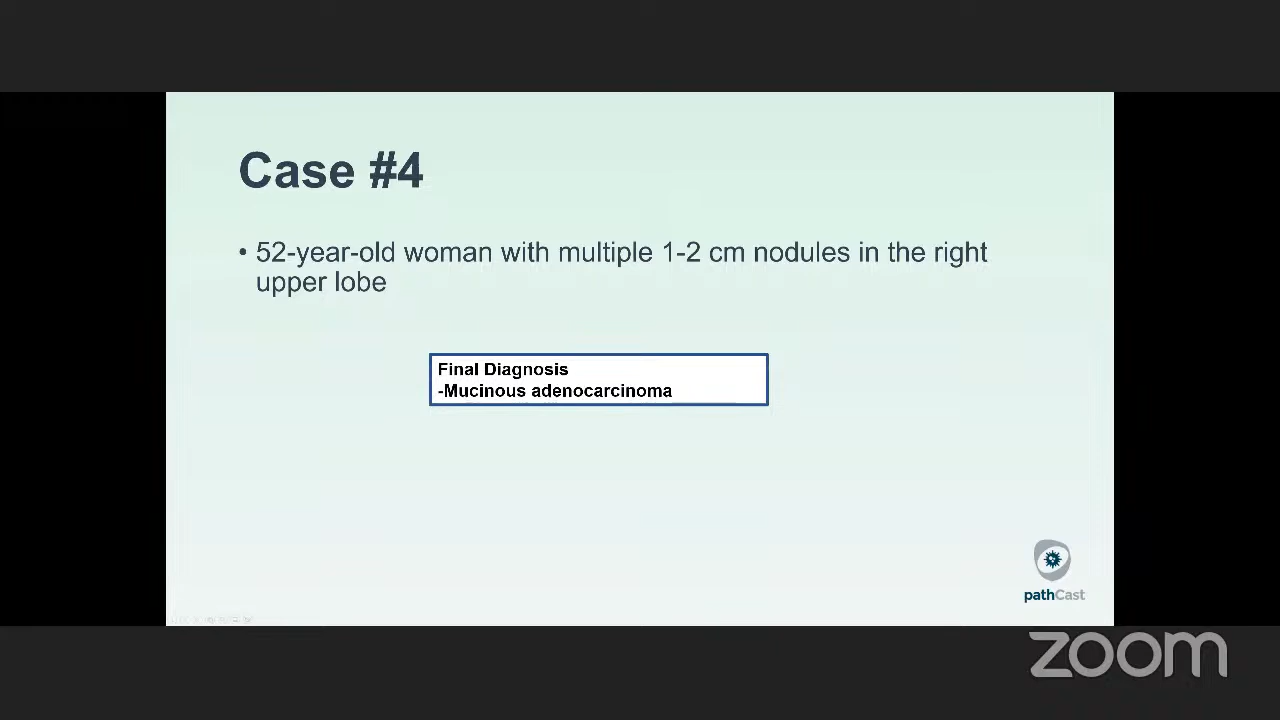 Case #4
• 52-year-old woman with multiple 1-2 cm nodules in the right
upper lobe
Final Diagnosis
-Mucinous adenocarcinoma
pathCast
zoom